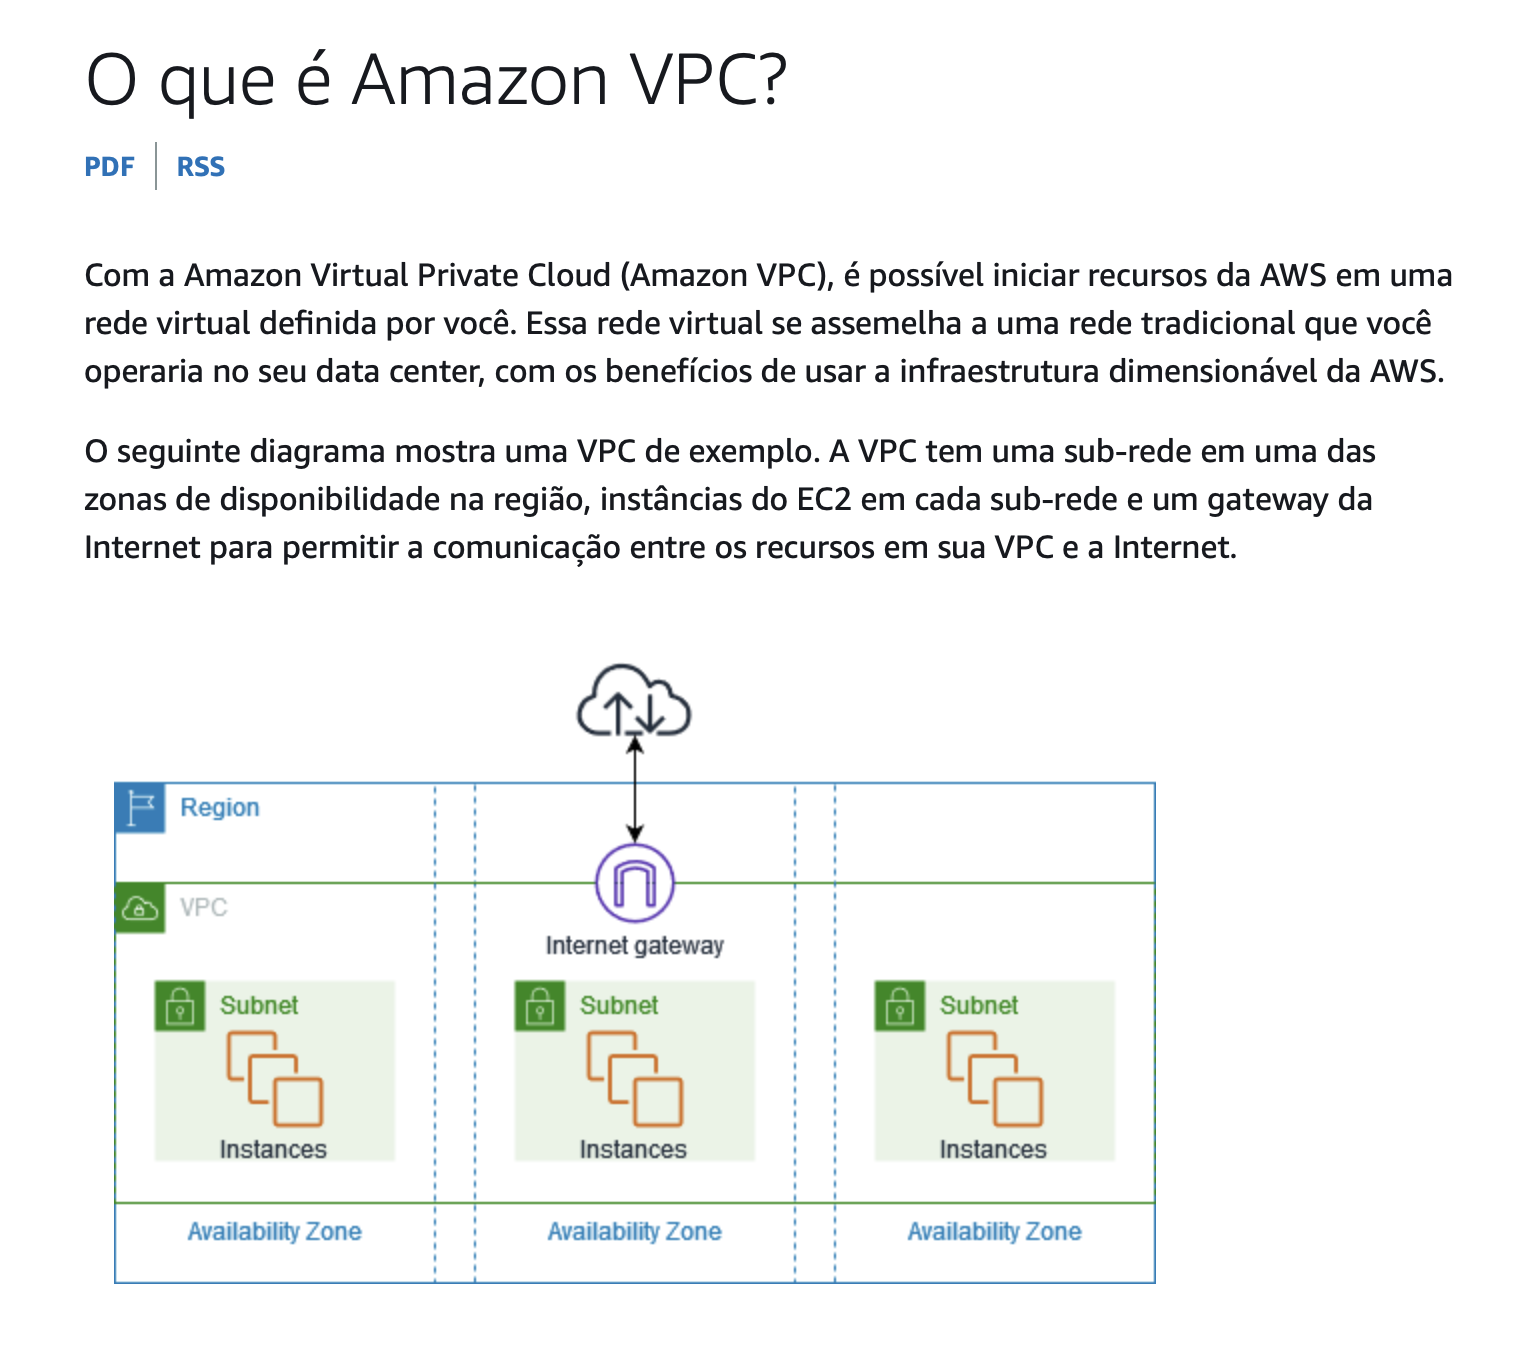 O que é Amazon VPC?
PDF | RSS
Com a Amazon Virtual Private Cloud (Amazon VPC), é possível iniciar recursos da AWS em uma
rede virtual definida por você. Essa rede virtual se assemelha a uma rede tradicional que você
operaria no seu data center, com os benefícios de usar a infraestrutura dimensionável da AWS.
O seguinte diagrama mostra uma VPC de exemplo. A VPC tem uma sub-rede em uma das
zonas de disponibilidade na região, instâncias do EC2 em cada sub-rede e um gateway da
Internet para permitir a comunicação entre os recursos em sua VPC e a Internet.
Region
VPC
Internet gateway
Subnet Subnet Subnet
Instances Instances Instances
Availability Zone Availability Zone Availability Zone